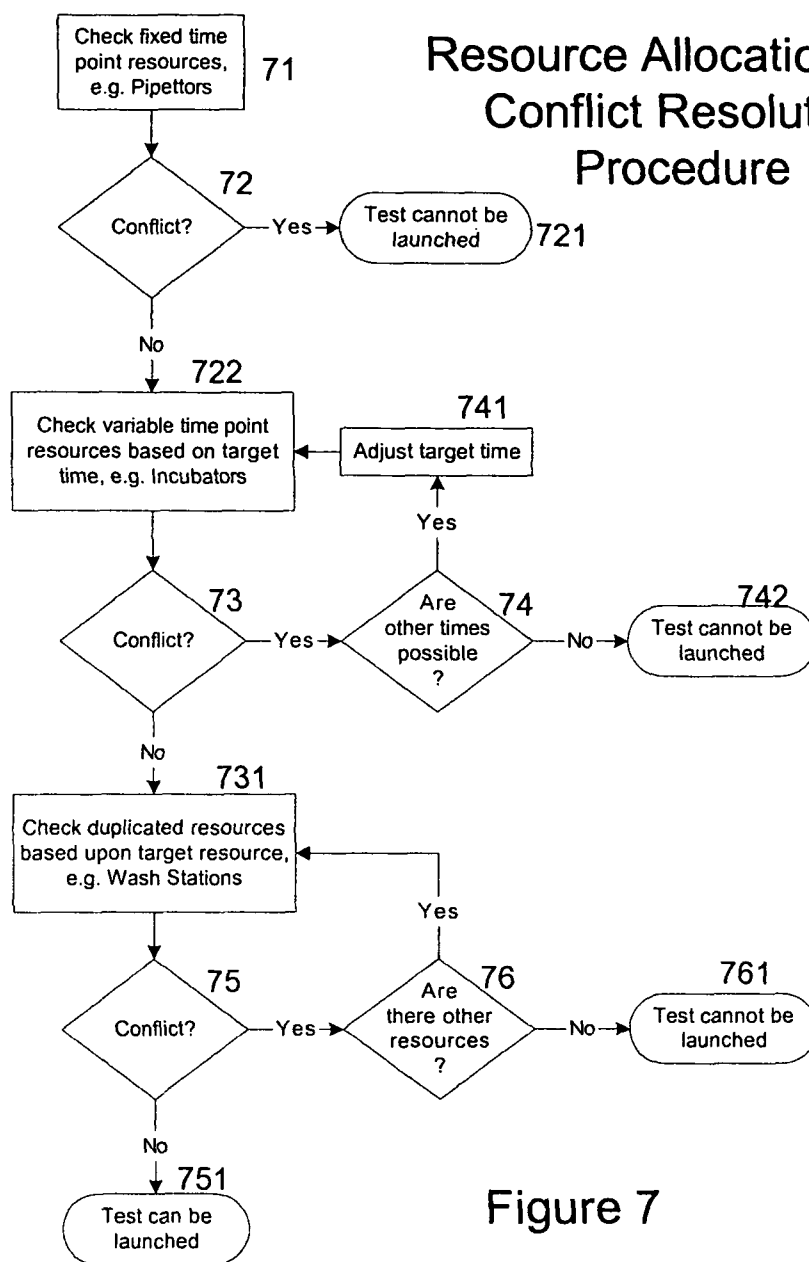 Check fixed time
point resources,
e.g. Pipettors
71
Resource Allocatio
Conflict Resolut
Procedure
72
Conflict?
Yes
Test cannot be
launched
721
No
722
Check variable time point
resources based on target
time, e.g. Incubators
741
Adjust target time
Yes
73
Conflict?
Yes
Are
other times
possible
?
74
No
742
Test cannot be
launched
No
731
Check duplicated resources
based upon target resource,
e.g. Wash Stations
Yes
75
Conflict?
Yes
Are
there other
resources
?
76
No
761
Test cannot be
launched
No
751
Test can be
launched
Figure 7